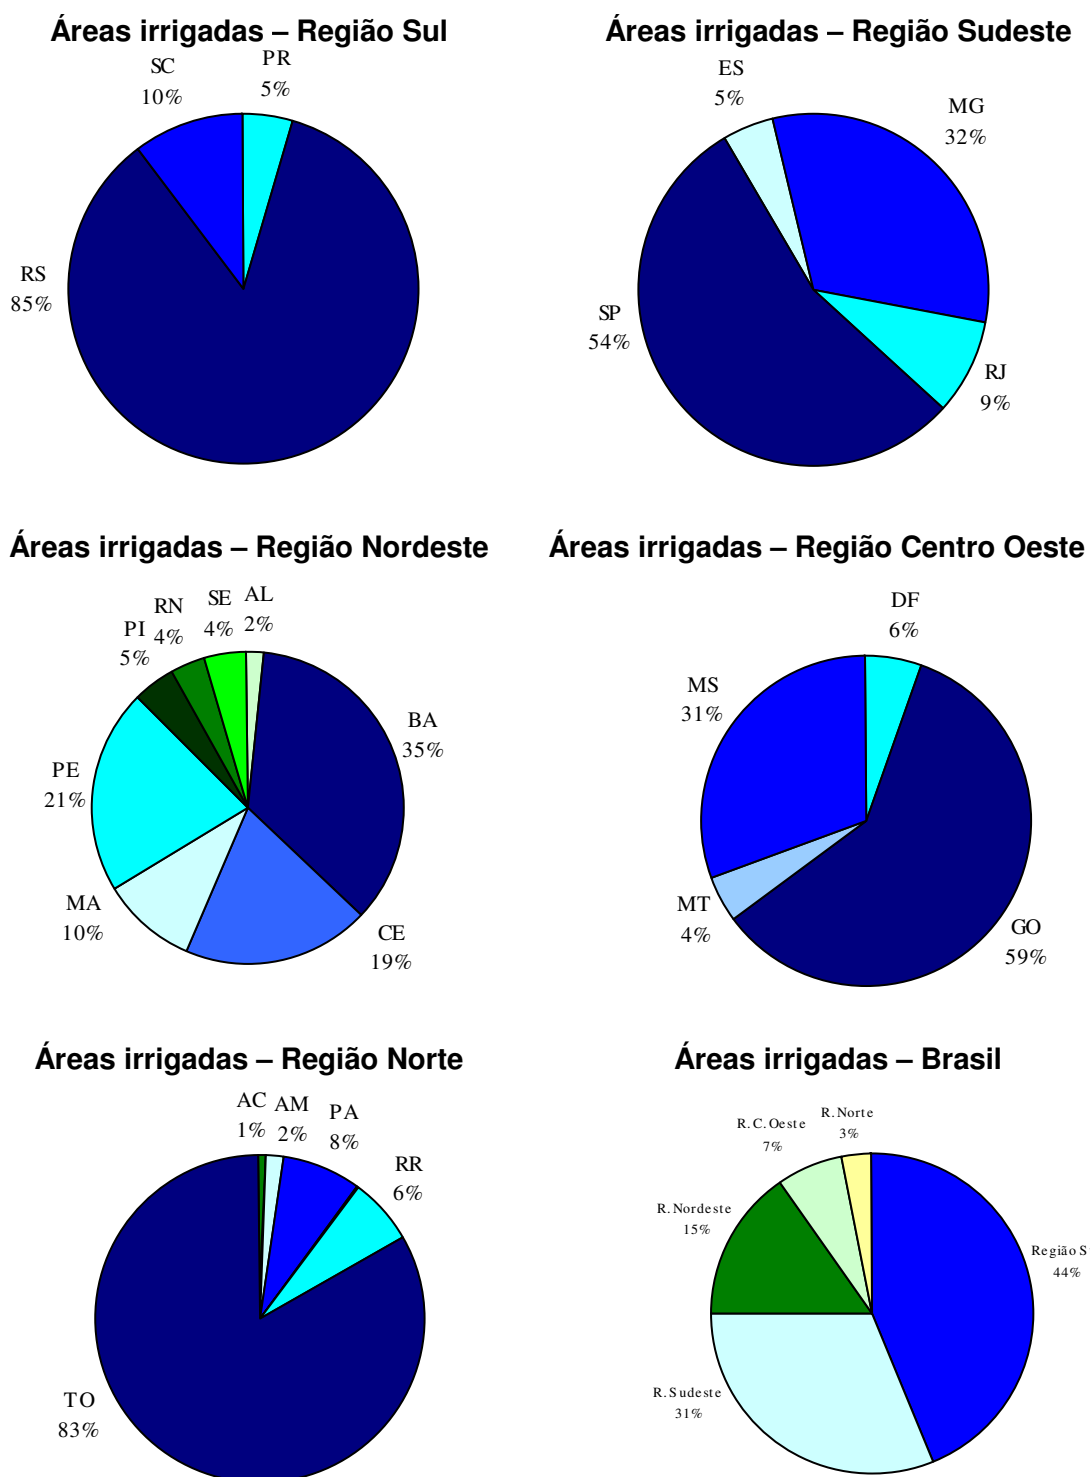 Áreas irrigadas – Região Sul
SC
10%
PR
5%
RS
85%
Áreas irrigadas – Região Sudeste
ES
5%
MG
32%
SP
54%
RJ
9%
Áreas irrigadas – Região Nordeste
PI
5%
RN
4%
SE
4%
AL
2%
BA
35%
PE
21%
MA
10%
CE
19%
Áreas irrigadas – Região Centro Oeste
DF
6%
MS
31%
MT
4%
GO
59%
Áreas irrigadas – Região Norte
AC
1%
AM
2%
PA
8%
RR
6%
TO
83%
Áreas irrigadas – Brasil
R. C. Oeste
7%
R. Norte
3%
R. Nordeste
15%
Região S
44%
R. Sudeste
31%